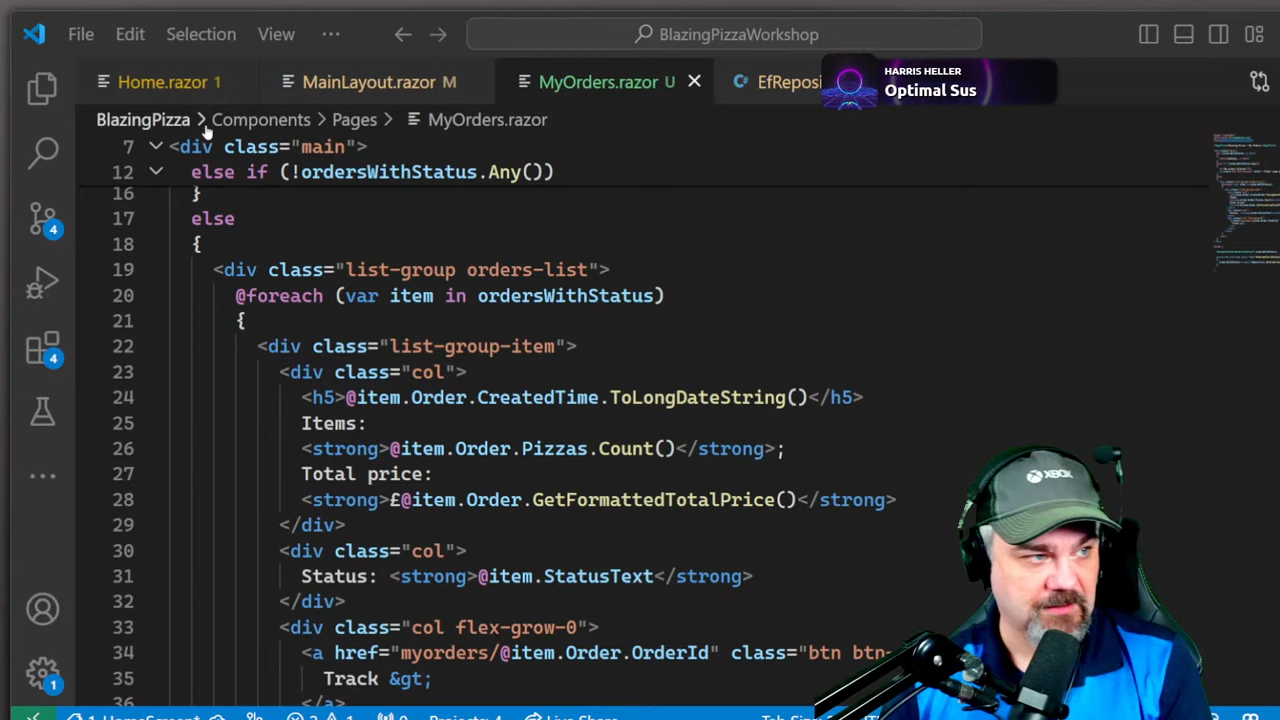 File Edit Selection View ··· BlazingPizzaWorkshop
Home.razor 1 MainLayout.razor M MyOrders.razor U EfReposi
HARRIS HELLER
Optimal Sus
BlazingPizza > Components > Pages > MyOrders.razor
7 <div class="main">
12 else if (!ordersWithStatus.Any())
16 }
17 else
18 {
19 <div class="list-group orders-list">
20 @foreach (var item in ordersWithStatus)
21 {
22 <div class="list-group-item">
23 <div class="col">
24 <h5>@item.Order.CreatedTime.ToLongDateString()</h5>
25 Items:
26 <strong>@item.Order.Pizzas.Count()</strong>;
27 Total price:
28 <strong>£@item.Order.GetFormattedTotalPrice()</strong>
29 </div>
30 <div class="col">
31 Status: <strong>@item.StatusText</strong>
32 </div>
33 <div class="col flex-grow-0">
34 <a href="myorders/@item.Order.OrderId" class="btn btn-
35 Track &gt;
36 </a>
4
4
1
XBOX